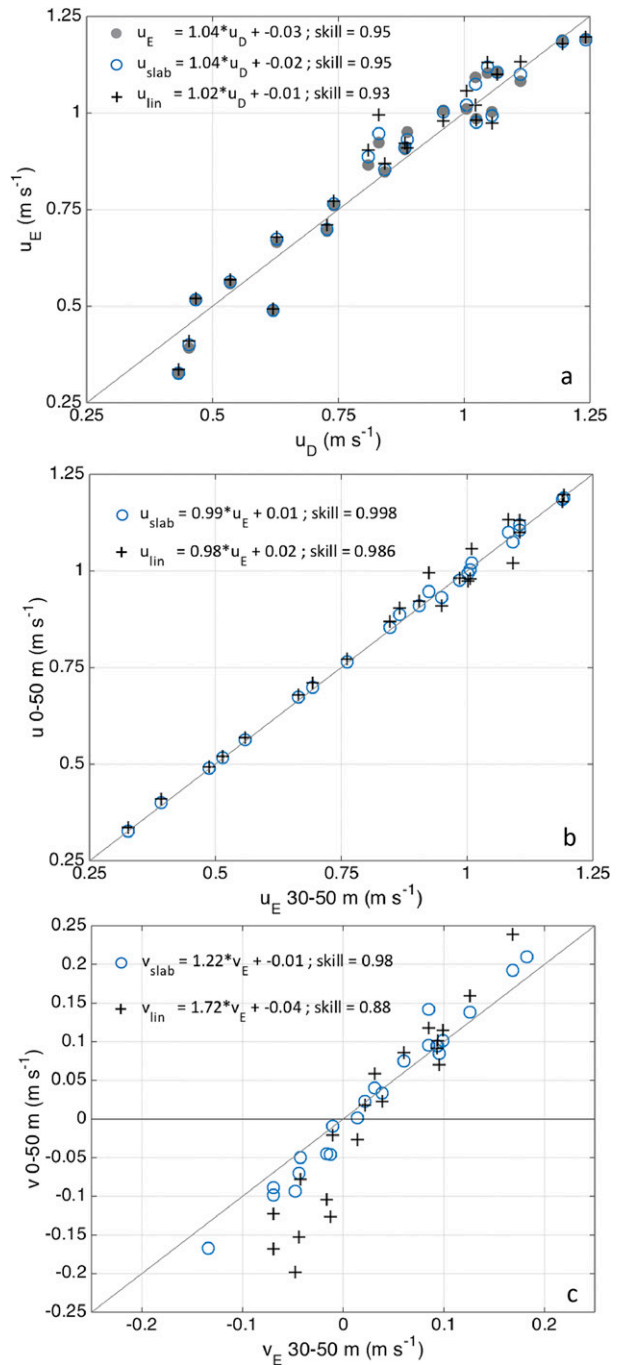 1.25
u_E = 1.04*u_D + -0.03 ; skill = 0.95
u_slab = 1.04*u_D + -0.02 ; skill = 0.95
u_lin = 1.02*u_D + -0.01 ; skill = 0.93
1
u_E (m s⁻¹)
0.75
0.5
a
0.25
0.25 0.5 0.75 1 1.25
u_D (m s⁻¹)
1.25
u_slab = 0.99*u_E + 0.01 ; skill = 0.998
u_lin = 0.98*u_E + 0.02 ; skill = 0.986
1
u 0-50 m (m s⁻¹)
0.75
0.5
b
0.25
0.25 0.5 0.75 1 1.25
u_E 30-50 m (m s⁻¹)
0.25
v_slab = 1.22*v_E + -0.01 ; skill = 0.98
0.2
0.15
v_lin = 1.72*v_E + -0.04 ; skill = 0.88
0.1
0.05
v 0-50 m (m s⁻¹)
0
-0.05
-0.1
-0.15
-0.2
c
-0.25
-0.2 -0.1 0 0.1 0.2
v_E 30-50 m (m s⁻¹)